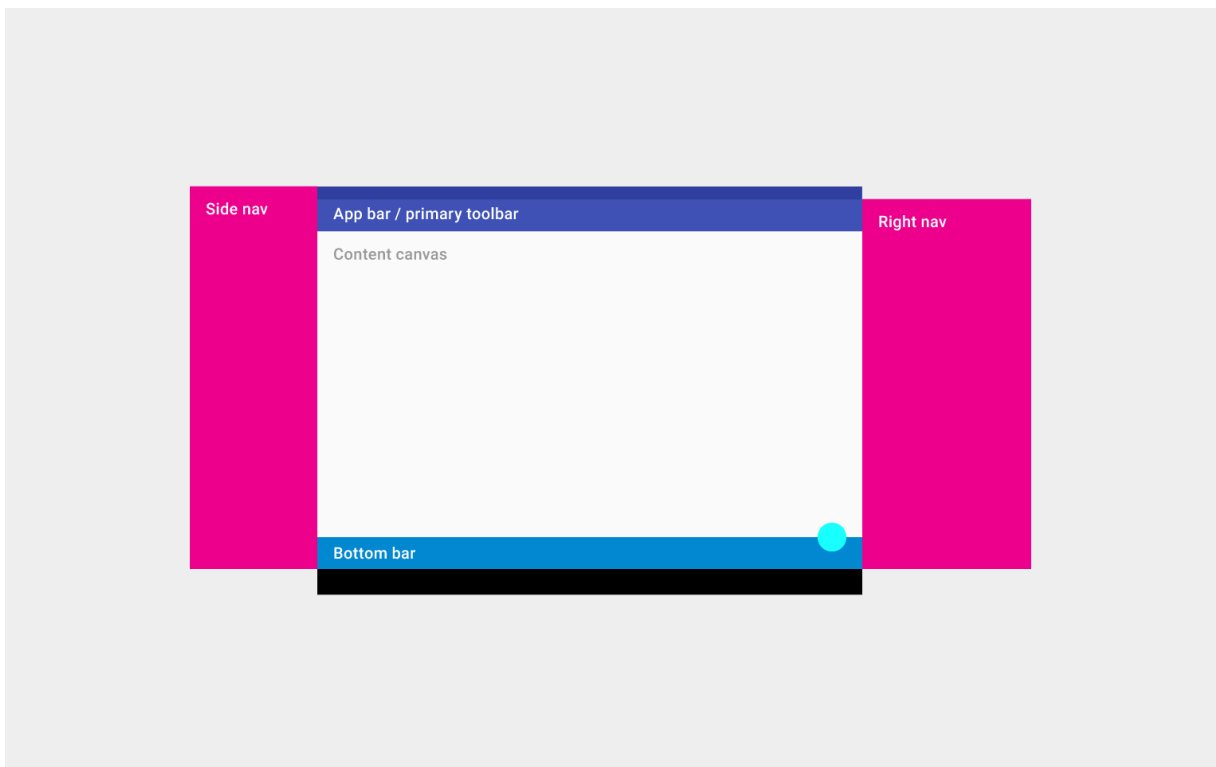 Side nav
App bar / primary toolbar
Right nav
Content canvas
Bottom bar